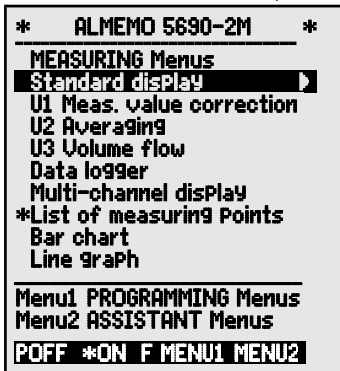 * ALMEMO 5690-2M *
MEASURING Menus
Standard display
U1 Meas. value correction
U2 Averaging
U3 Volume flow
Data logger
Multi-channel display
*List of measuring points
Bar chart
Line graph
Menu1 PROGRAMMING Menus
Menu2 ASSISTANT Menus
POFF *ON F MENU1 MENU2